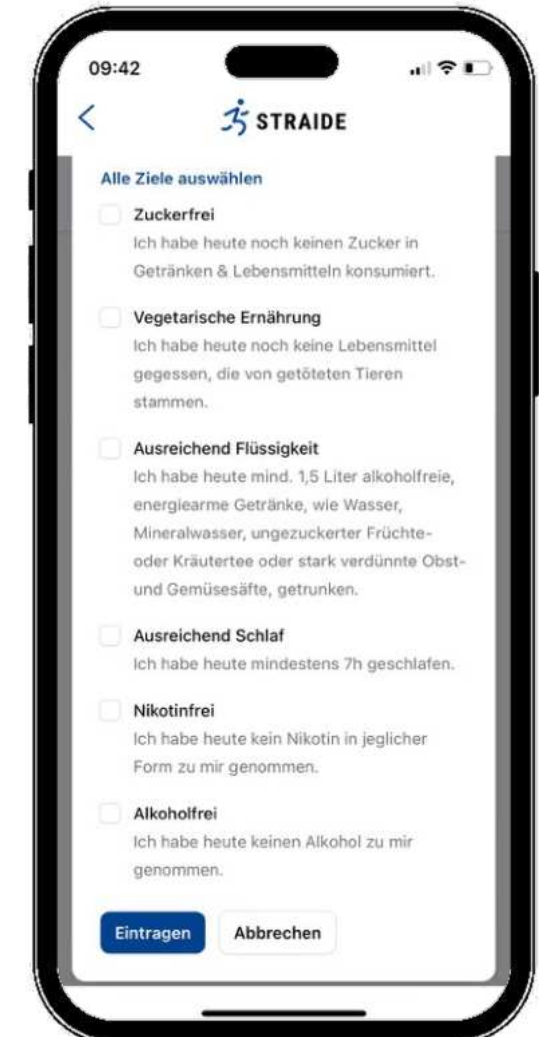 09:42
STRAIDE
Alle Ziele auswählen
Zuckerfrei
Ich habe heute noch keinen Zucker in
Getränken & Lebensmitteln konsumiert.
Vegetarische Ernährung
Ich habe heute noch keine Lebensmittel
gegessen, die von getöteten Tieren
stammen.
Ausreichend Flüssigkeit
Ich habe heute mind. 1,5 Liter alkoholfreie,
energiearme Getränke, wie Wasser,
Mineralwasser, ungezuckerter Früchte-
oder Kräutertee oder stark verdünnte Obst-
und Gemüsesäfte, getrunken.
Ausreichend Schlaf
Ich habe heute mindestens 7h geschlafen.
Nikotinfrei
Ich habe heute kein Nikotin in jeglicher
Form zu mir genommen.
Alkoholfrei
Ich habe heute keinen Alkohol zu mir
genommen.
Eintragen Abbrechen